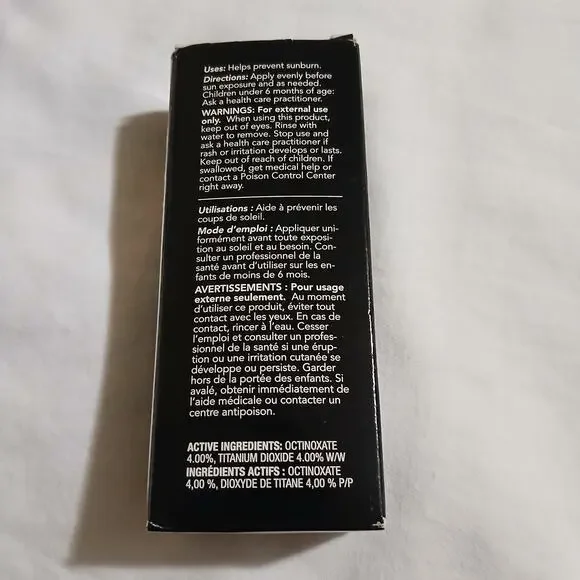 Uses: Helps prevent sunburn.
Directions: Apply evenly before
sun exposure and as needed.
Children under 6 months of age:
Ask a health care practitioner.
WARNINGS: For external use
only. When using this product,
keep out of eyes. Rinse with
water to remove. Stop use and
ask a health care practitioner if
rash or irritation develops or lasts.
Keep out of reach of children. If
swallowed, get medical help or
contact a Poison Control Center
right away.
Utilisations : Aide à prévenir les
coups de soleil.
Mode d'emploi : Appliquer uni-
formément avant toute exposi-
tion au soleil et au besoin. Con-
sulter un professionnel de la
santé avant d'utiliser sur les en-
fants de moins de 6 mois.
AVERTISSEMENTS : Pour usage
externe seulement. Au moment
d'utiliser ce produit, éviter tout
contact avec les yeux. En cas de
contact, rincer à l'eau. Cesser
l'emploi et consulter un profes-
sionnel de la santé si une érup-
tion ou une irritation cutanée se
développe ou persiste. Garder
hors de la portée des enfants. Si
avalé, obtenir immédiatement de
l'aide médicale ou contacter un
centre antipoison.
ACTIVE INGREDIENTS: OCTINOXATE
4.00%, TITANIUM DIOXIDE 4.00% W/W
INGRÉDIENTS ACTIFS : OCTINOXATE
4,00 %, DIOXYDE DE TITANE 4,00 % P/P